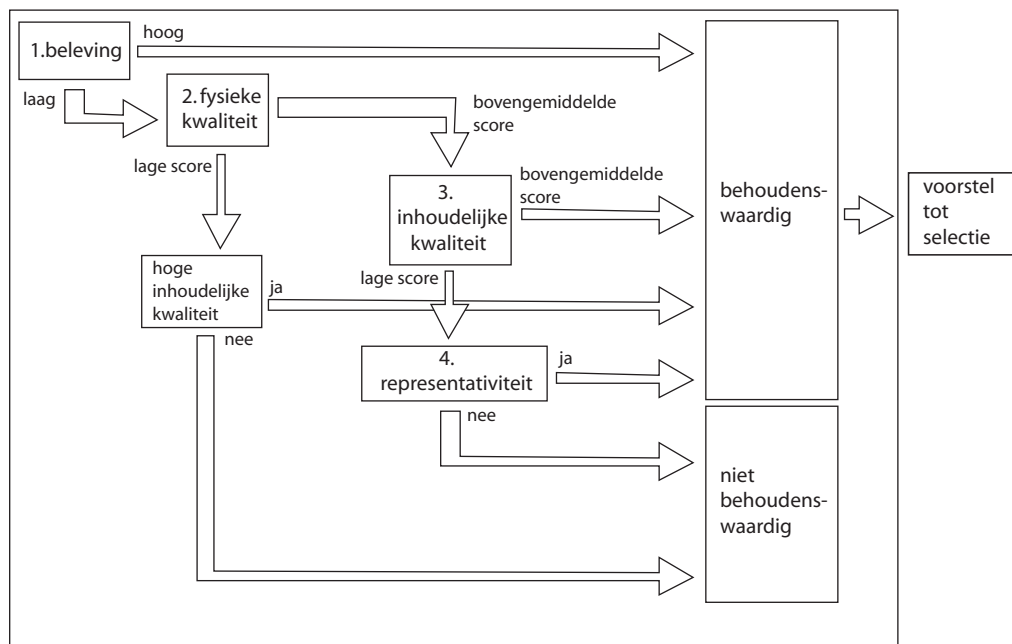 hoog
1.beleving
laag
2. fysieke
kwaliteit
bovengemiddelde
score
lage score
3.
inhoudelijke
kwaliteit
bovengemiddelde
score
behoudens-
waardig
voorstel
tot
selectie
hoge
inhoudelijke
kwaliteit
ja
lage score
nee
4.
representativiteit
ja
nee
niet
behoudens-
waardig